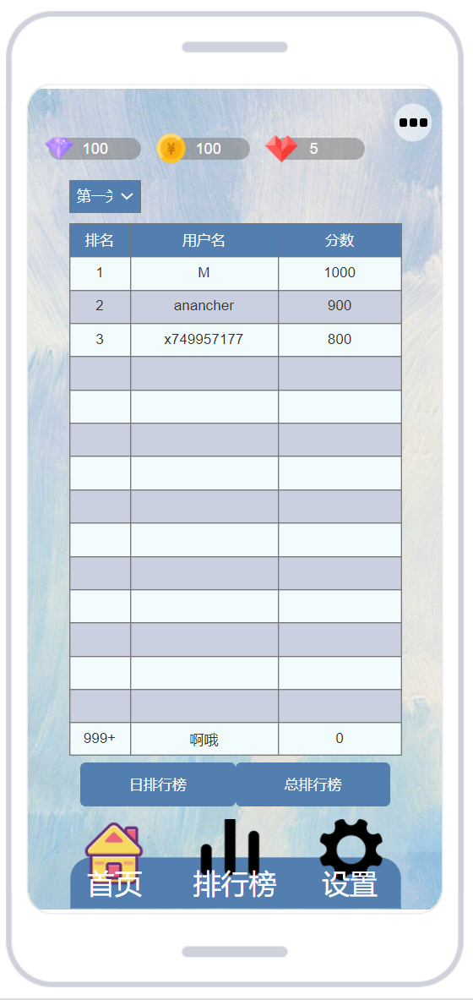 100 100 5
第一
排名 用户名 分数
1 M 1000
2 anancher 900
3 x749957177 800
999+ 啊哦 0
日排行榜 总排行榜
首页 排行榜 设置